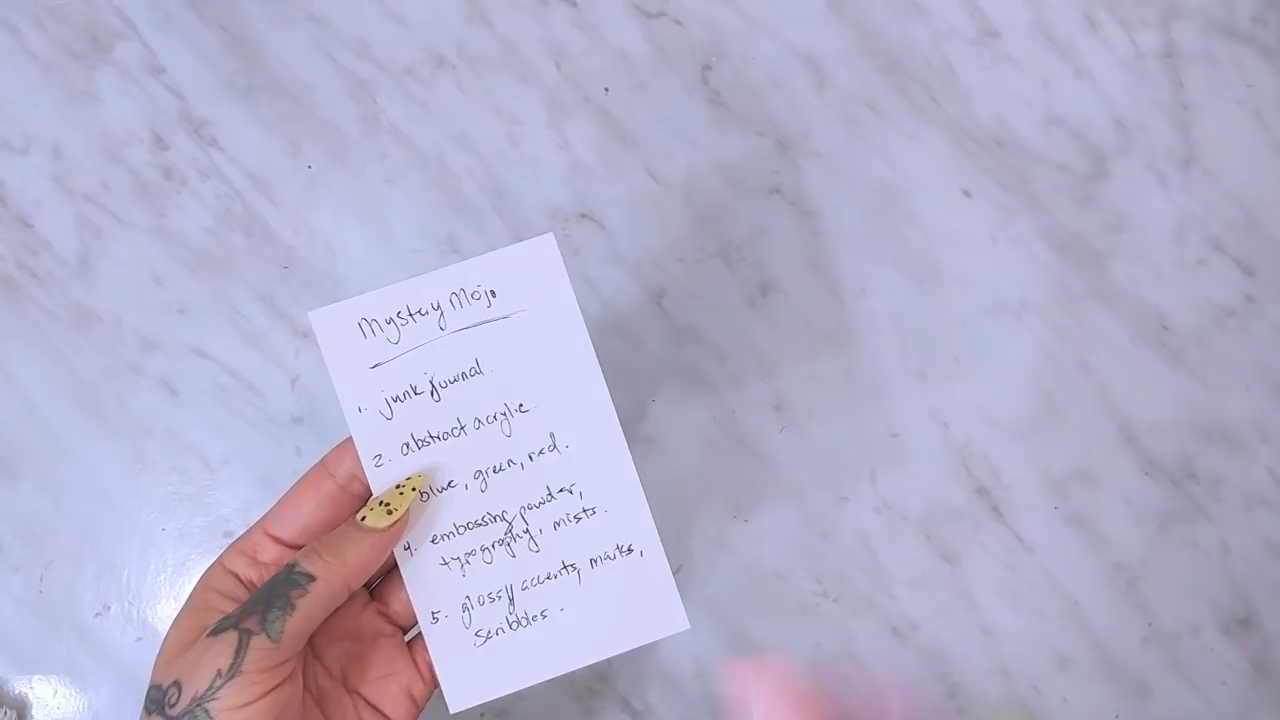 Mystery Mojo
1. junk journal.
2. abstract acrylic.
blue, green, red.
4. embossing powder,
typography, mists.
5. glossy accents, marks,
scribbles.